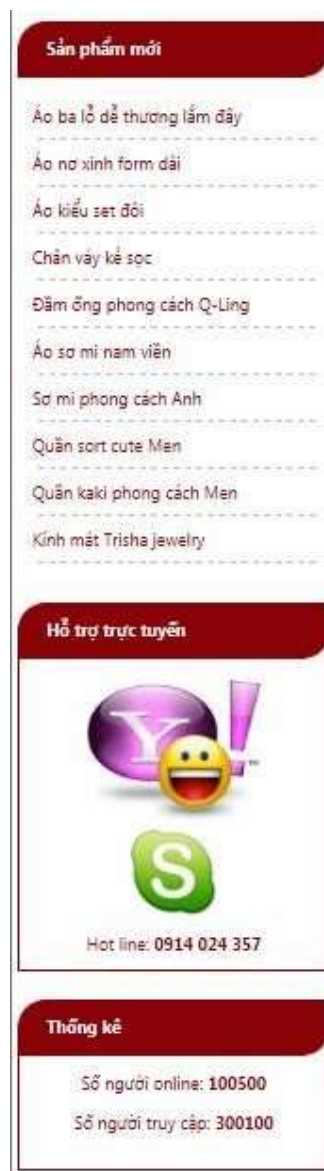 Sản phẩm mới
Áo ba lỗ dễ thương lắm đây
Áo nơ xinh form dài
Áo kiểu set đôi
Chân váy kẻ sọc
Đầm ống phong cách Q-Ling
Áo sơ mi nam viền
Sơ mi phong cách Anh
Quần sort cute Men
Quần kaki phong cách Men
Kính mát Trisha jewelry
Hỗ trợ trực tuyến
Y!
S
Hot line: 0914 024 357
Thống kê
Số người online: 100500
Số người truy cập: 300100